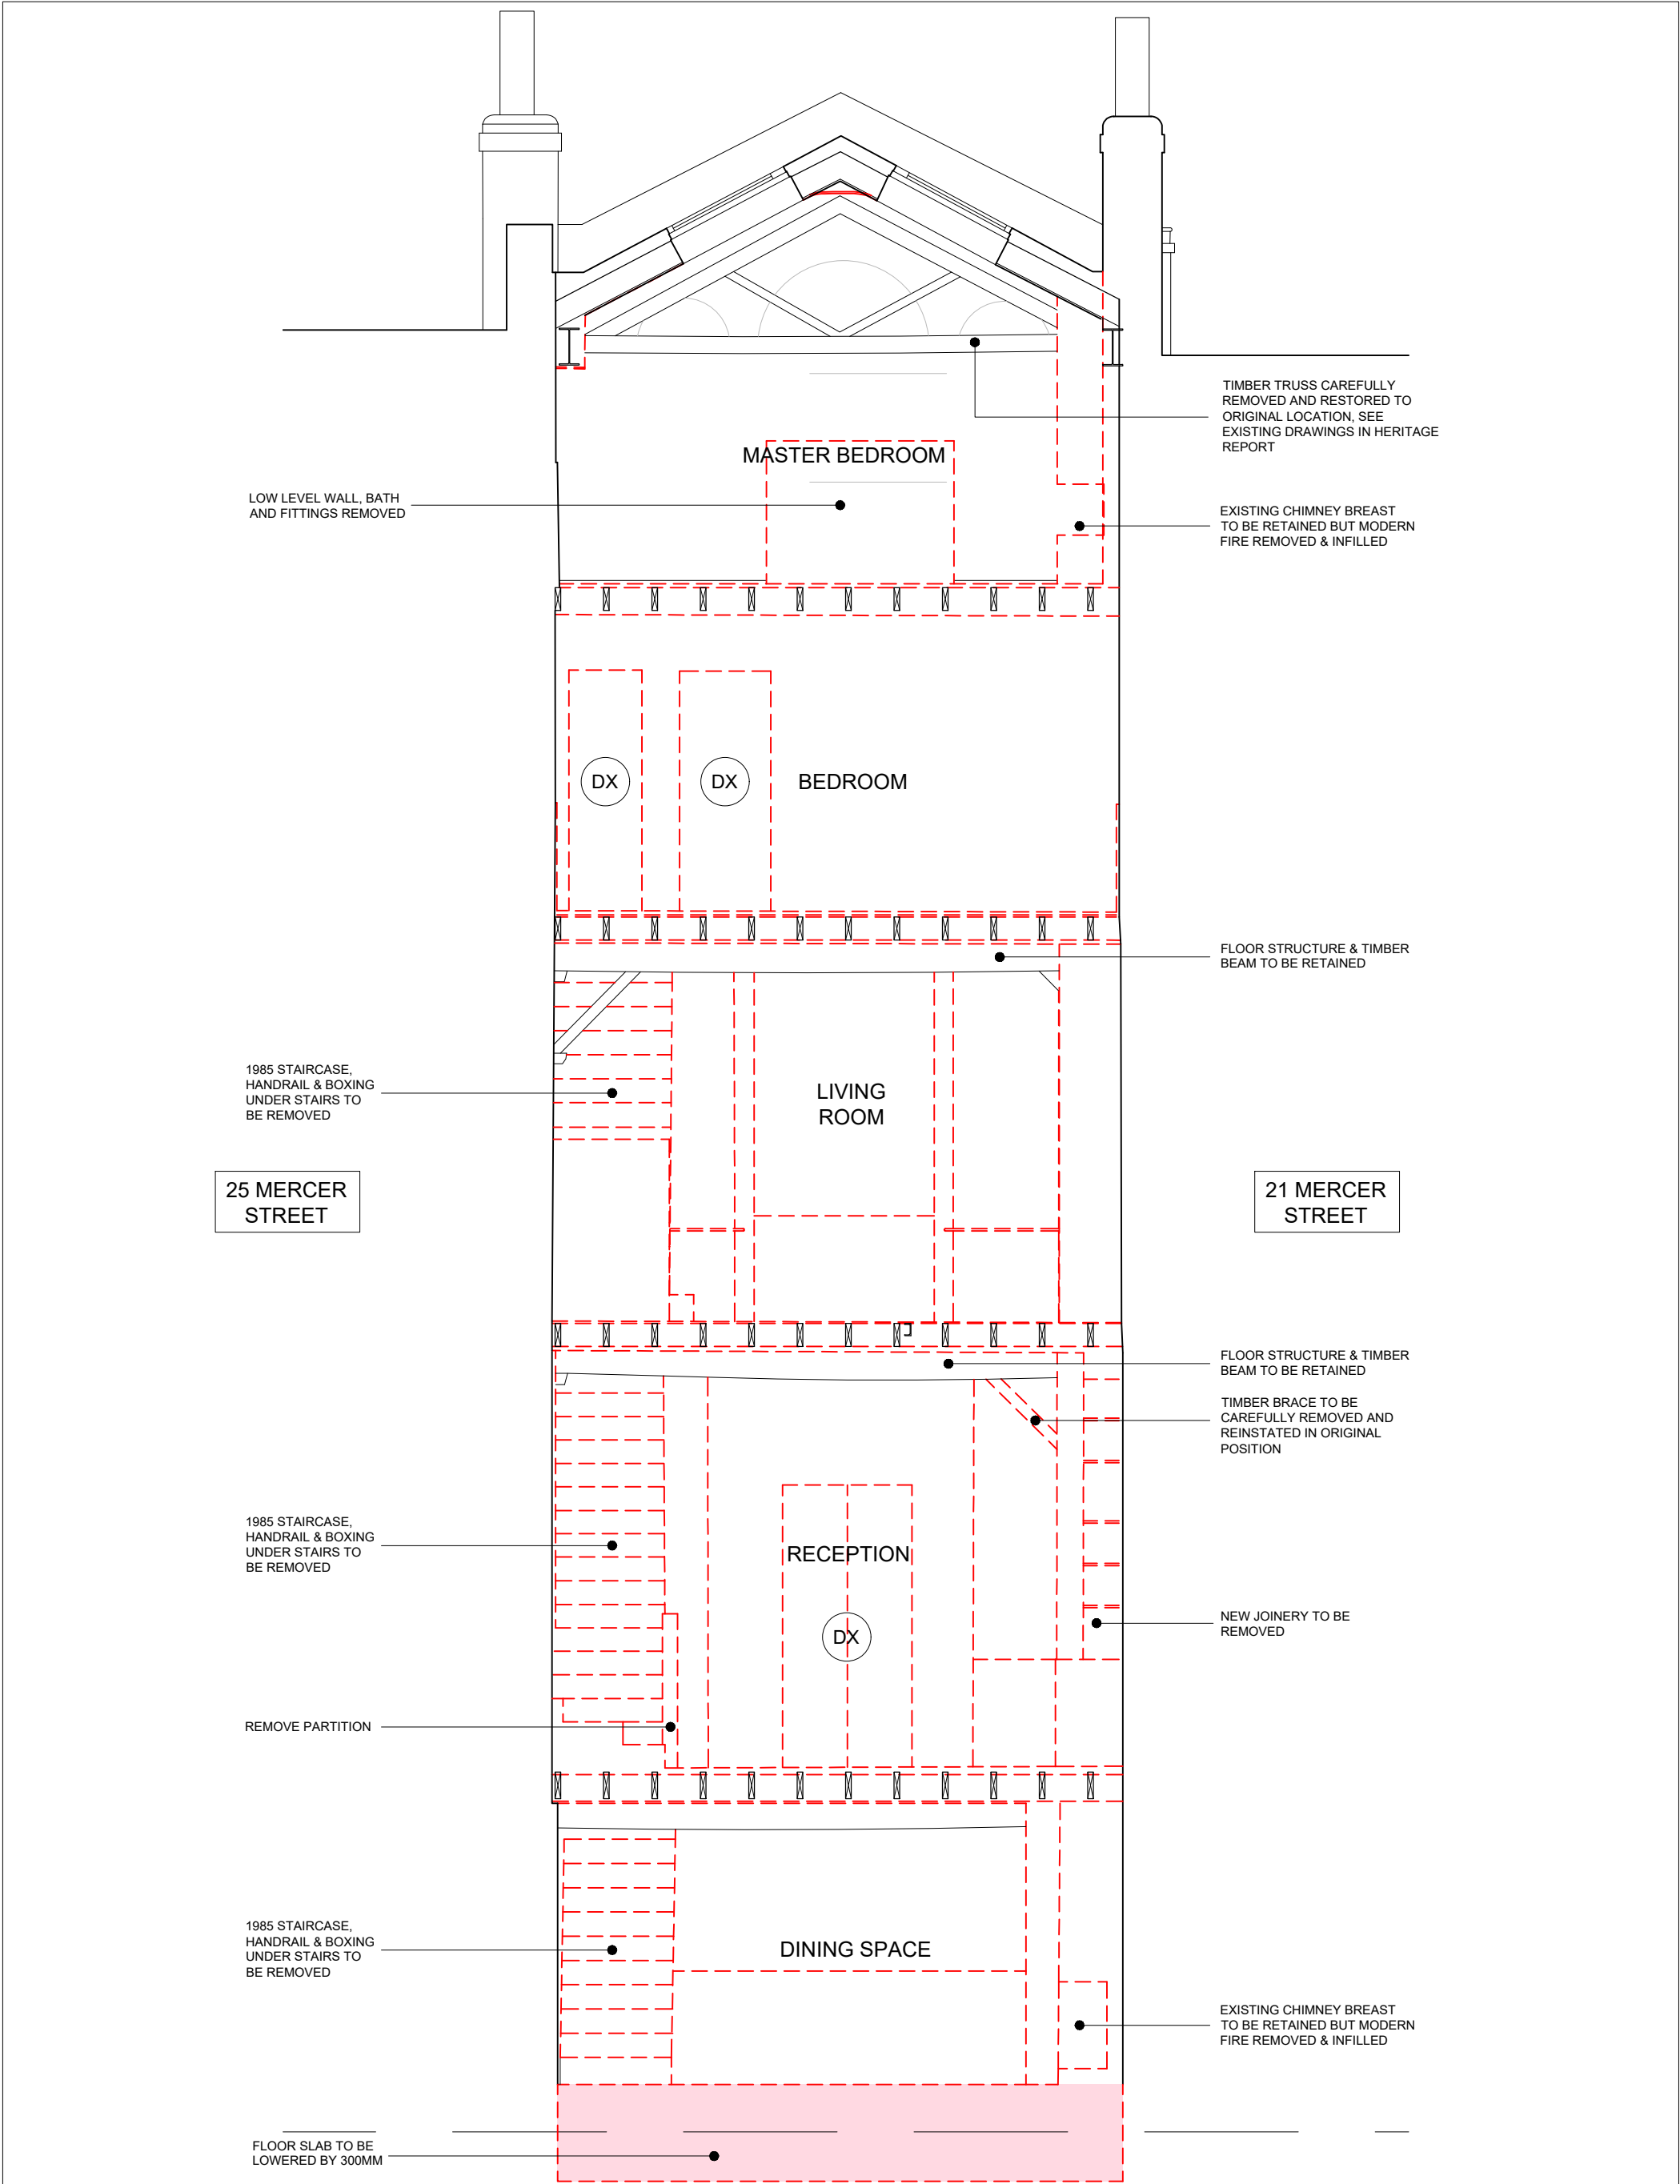 TIMBER TRUSS CAREFULLY
REMOVED AND RESTORED TO
ORIGINAL LOCATION, SEE
EXISTING DRAWINGS IN HERITAGE
REPORT
MASTER BEDROOM
LOW LEVEL WALL, BATH
AND FITTINGS REMOVED
EXISTING CHIMNEY BREAST
TO BE RETAINED BUT MODERN
FIRE REMOVED & INFILLED
DX
DX
BEDROOM
FLOOR STRUCTURE & TIMBER
BEAM TO BE RETAINED
1985 STAIRCASE,
HANDRAIL & BOXING
UNDER STAIRS TO
BE REMOVED
LIVING
ROOM
25 MERCER
STREET
21 MERCER
STREET
FLOOR STRUCTURE & TIMBER
BEAM TO BE RETAINED
TIMBER BRACE TO BE
CAREFULLY REMOVED AND
REINSTATED IN ORIGINAL
POSITION
1985 STAIRCASE,
HANDRAIL & BOXING
UNDER STAIRS TO
BE REMOVED
RECEPTION
DX
NEW JOINERY TO BE
REMOVED
REMOVE PARTITION
1985 STAIRCASE,
HANDRAIL & BOXING
UNDER STAIRS TO
BE REMOVED
DINING SPACE
EXISTING CHIMNEY BREAST
TO BE RETAINED BUT MODERN
FIRE REMOVED & INFILLED
FLOOR SLAB TO BE
LOWERED BY 300MM